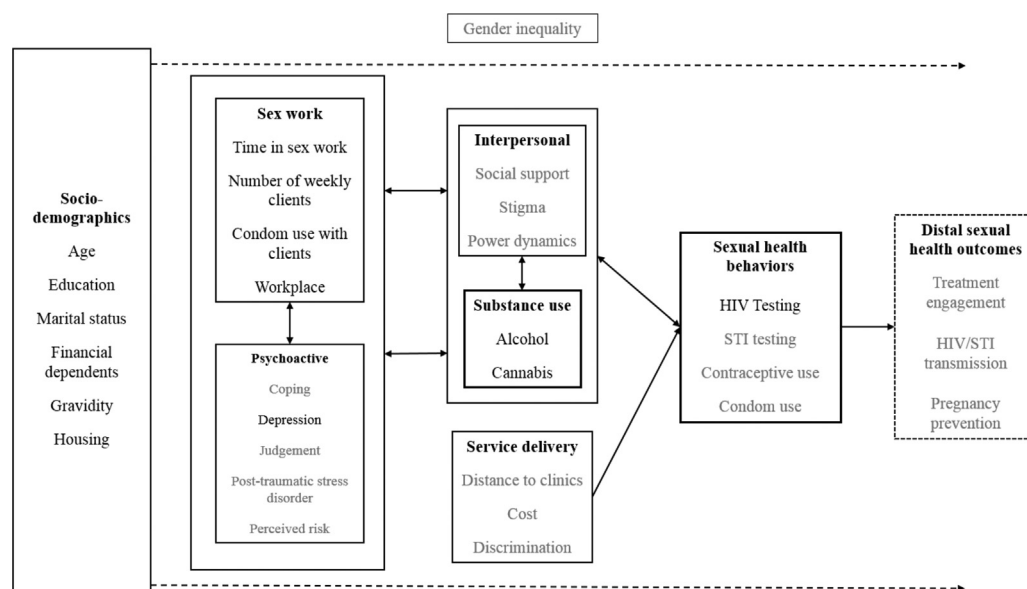 Gender inequality
Socio-
demographics
Age
Education
Marital status
Financial
dependents
Gravidity
Housing
Sex work
Time in sex work
Number of weekly
clients
Condom use with
clients
Workplace
Psychoactive
Coping
Depression
Judgement
Post-traumatic stress
disorder
Perceived risk
Interpersonal
Social support
Stigma
Power dynamics
Substance use
Alcohol
Cannabis
Service delivery
Distance to clinics
Cost
Discrimination
Sexual health
behaviors
HIV Testing
STI testing
Contraceptive use
Condom use
Distal sexual
health outcomes
Treatment
engagement
HIV/STI
transmission
Pregnancy
prevention